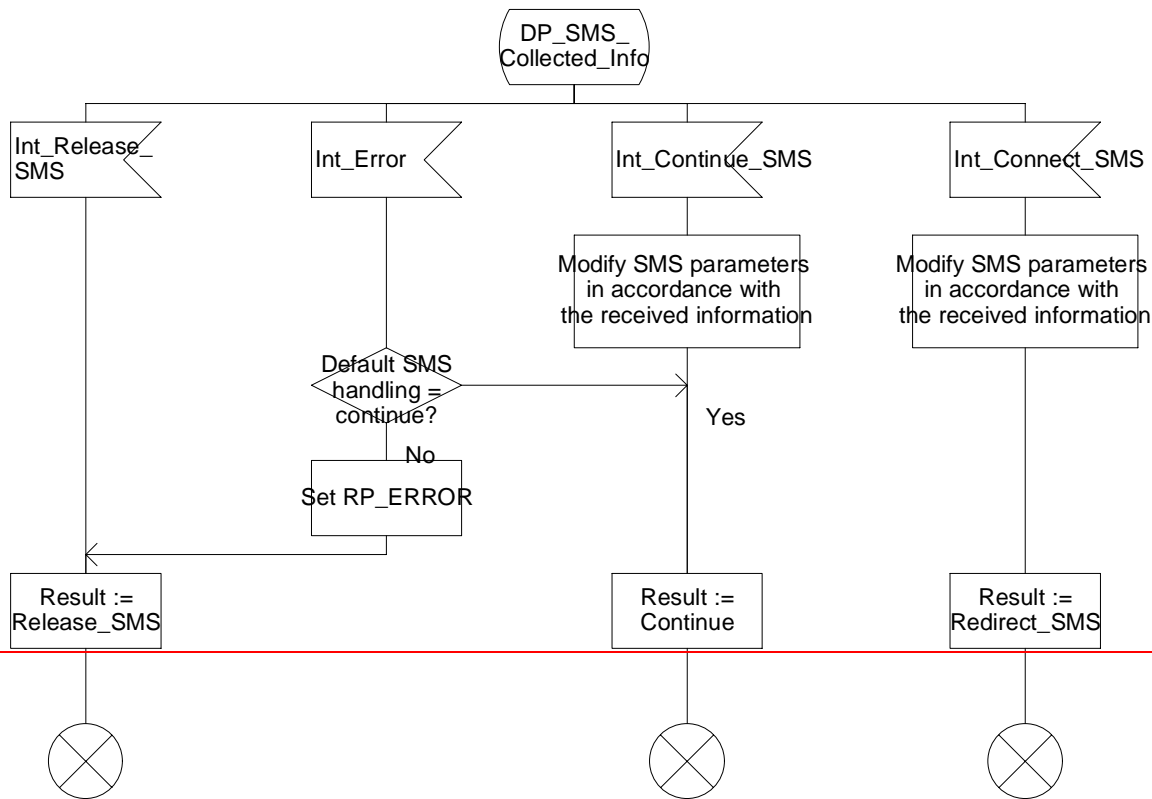 DP_SMS_
Collected_Info
Int_Release_
SMS
Int_Error
Int_Continue_SMS
Int_Connect_SMS
Modify SMS parameters
in accordance with
the received information
Modify SMS parameters
in accordance with
the received information
Default SMS
handling =
continue?
Yes
No
Set RP_ERROR
Result :=
Release_SMS
Result :=
Continue
Result :=
Redirect_SMS